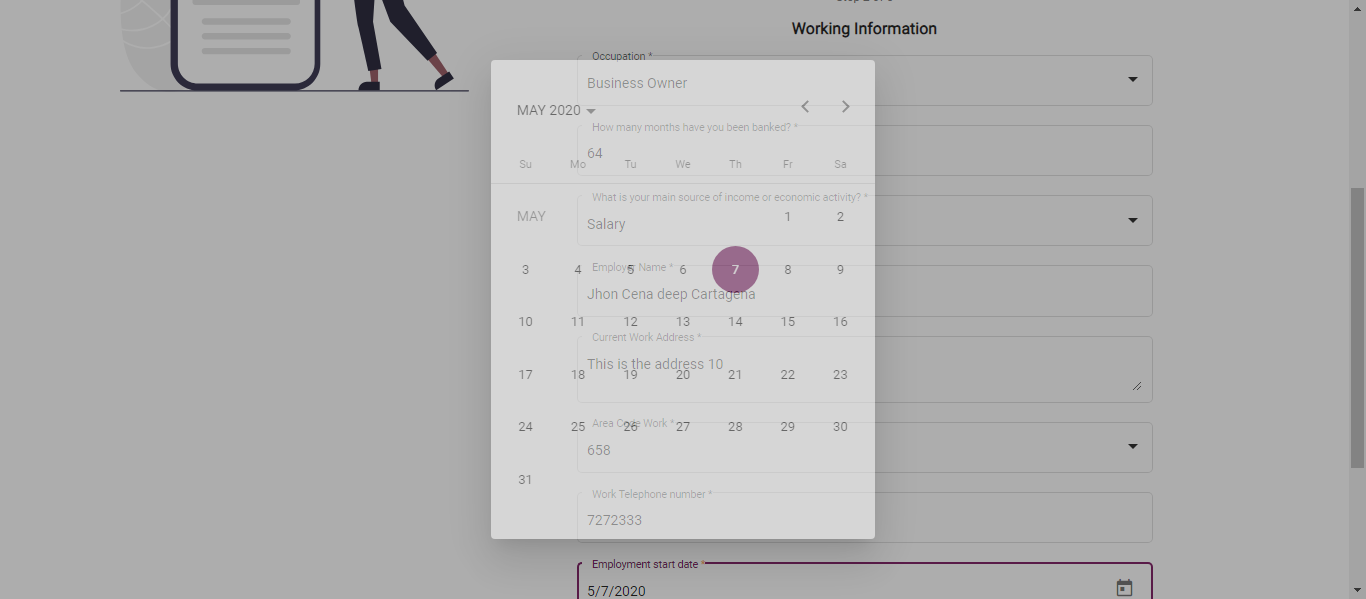 Step 2 of 6
Working Information
Occupation *
Business Owner
MAY 2020
How many months have you been banked? *
64
Su Mo Tu We Th Fr Sa
What is your main source of income or economic activity? *
MAY 1 2
Salary
Employer Name *
3 4 5 6 7 8 9
Jhon Cena deep Cartagena
10 11 12 13 14 15 16
Current Work Address *
This is the address 10
17 18 19 20 21 22 23
Area Code Work *
24 25 26 27 28 29 30
658
31
Work Telephone number *
7272333
Employment start date *
5/7/2020